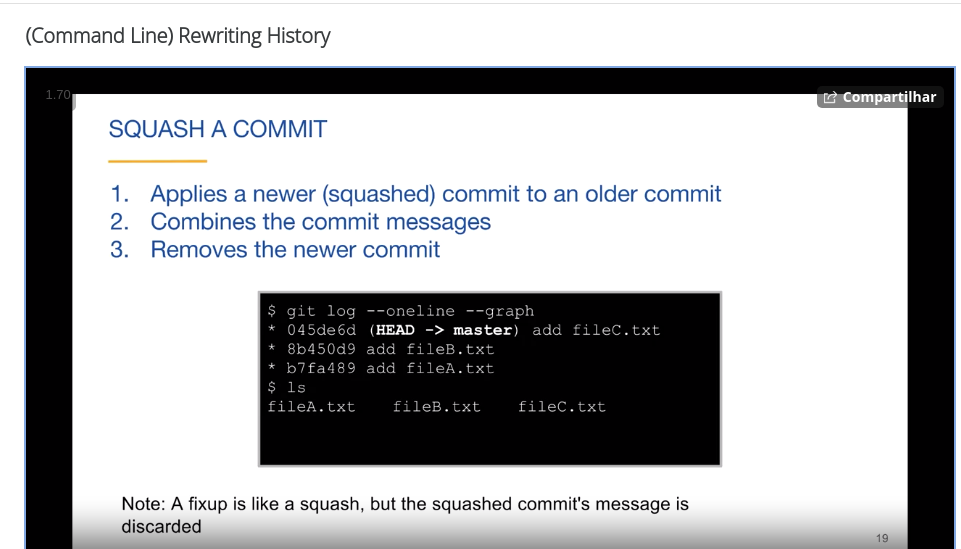 (Command Line) Rewriting History
1.70
Compartilhar
SQUASH A COMMIT
1. Applies a newer (squashed) commit to an older commit
2. Combines the commit messages
3. Removes the newer commit
$ git log --oneline --graph
* 045de6d (HEAD -> master) add fileC.txt
* 8b450d9 add fileB.txt
* b7fa489 add fileA.txt
$ ls
fileA.txt fileB.txt fileC.txt
Note: A fixup is like a squash, but the squashed commit's message is
discarded
19